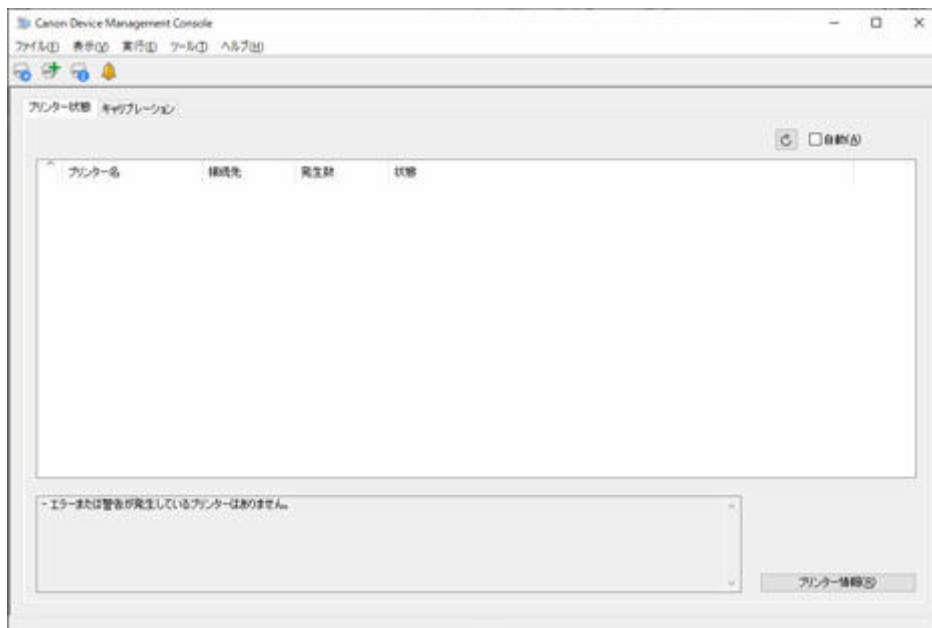 Canon Device Management Console
ファイル(F) 表示(V) 実行(E) ツール(T) ヘルプ(H)
プリンター状態 キャリブレーション
自動(A)
プリンター名 接続先 発生数 状態
- エラーまたは警告が発生しているプリンターはありません。
プリンター情報(R)